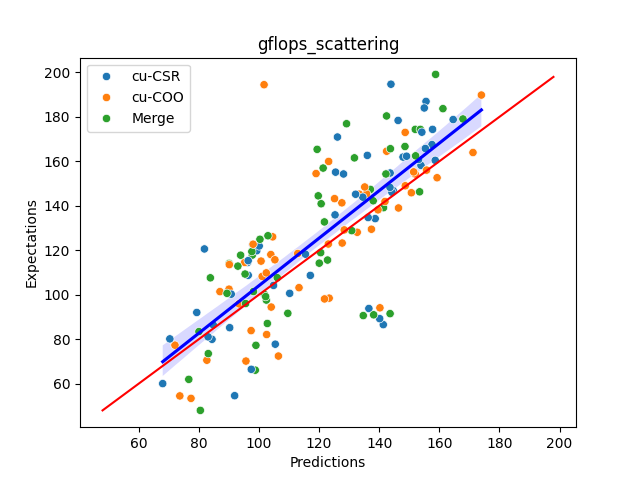 gflops_scattering
cu-CSR
cu-COO
Merge
200
180
160
140
120
100
80
60
Expectations
60 80 100 120 140 160 180 200
Predictions